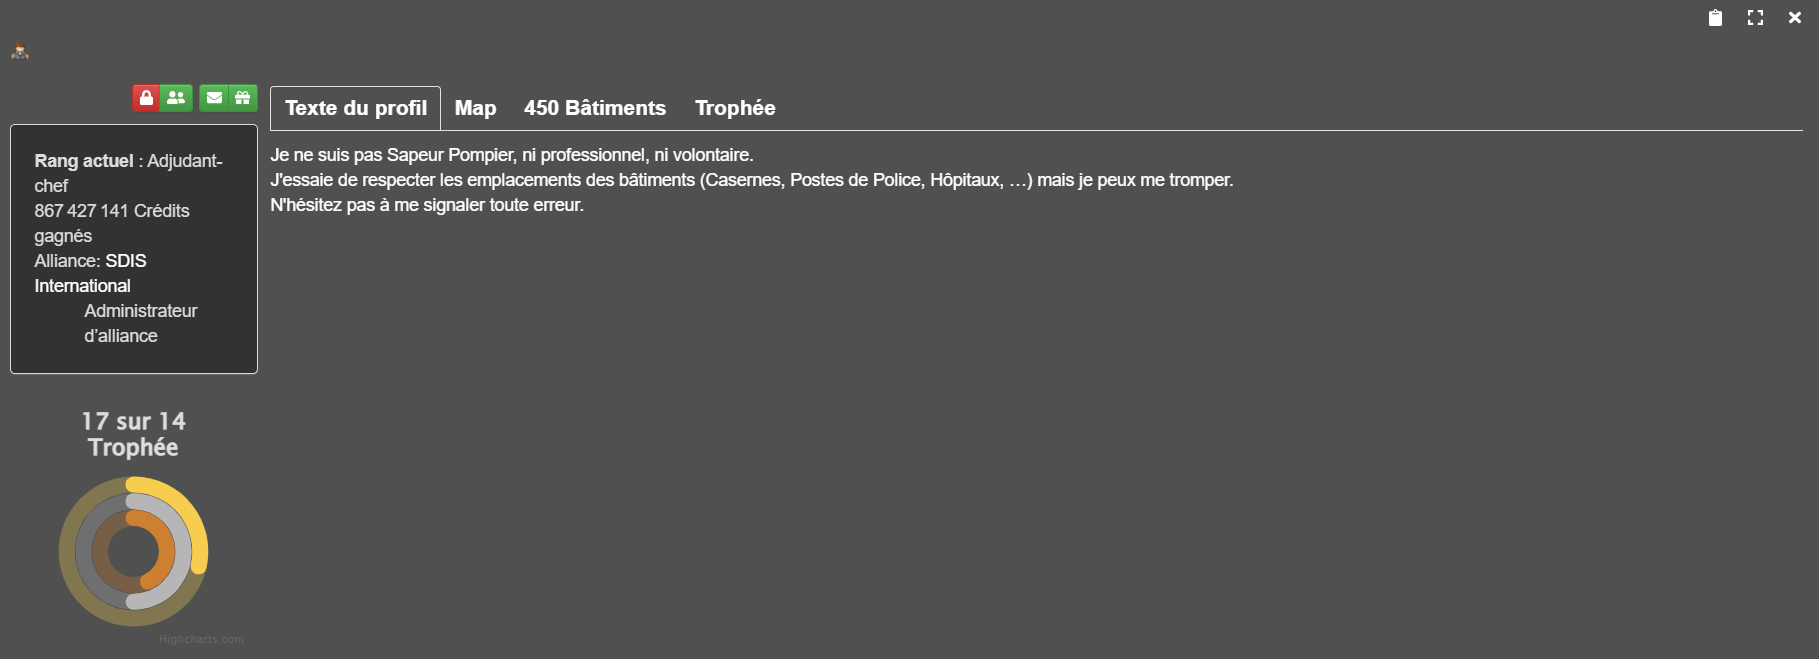 Texte du profil
Map
450 Bâtiments
Trophée
Rang actuel : Adjudant-
chef
867 427 141 Crédits
gagnés
Alliance: SDIS
International
Administrateur
d’alliance
Je ne suis pas Sapeur Pompier, ni professionnel, ni volontaire.
J'essaie de respecter les emplacements des bâtiments (Casernes, Postes de Police, Hôpitaux, …) mais je peux me tromper.
N'hésitez pas à me signaler toute erreur.
17 sur 14
Trophée
Highcharts.com